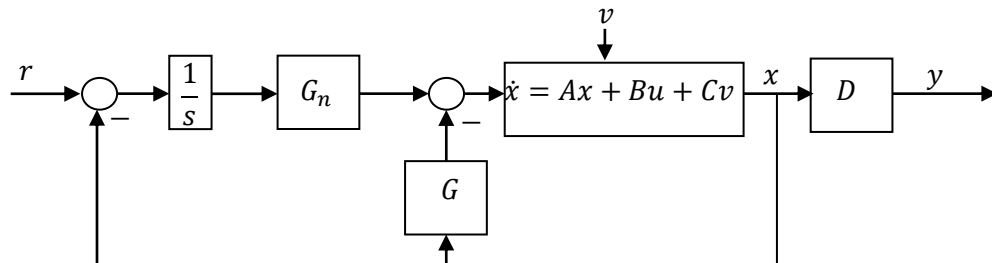 v
r
1
s
G_n
ẋ = Ax + Bu + Cv
x
D
y
−
−
G